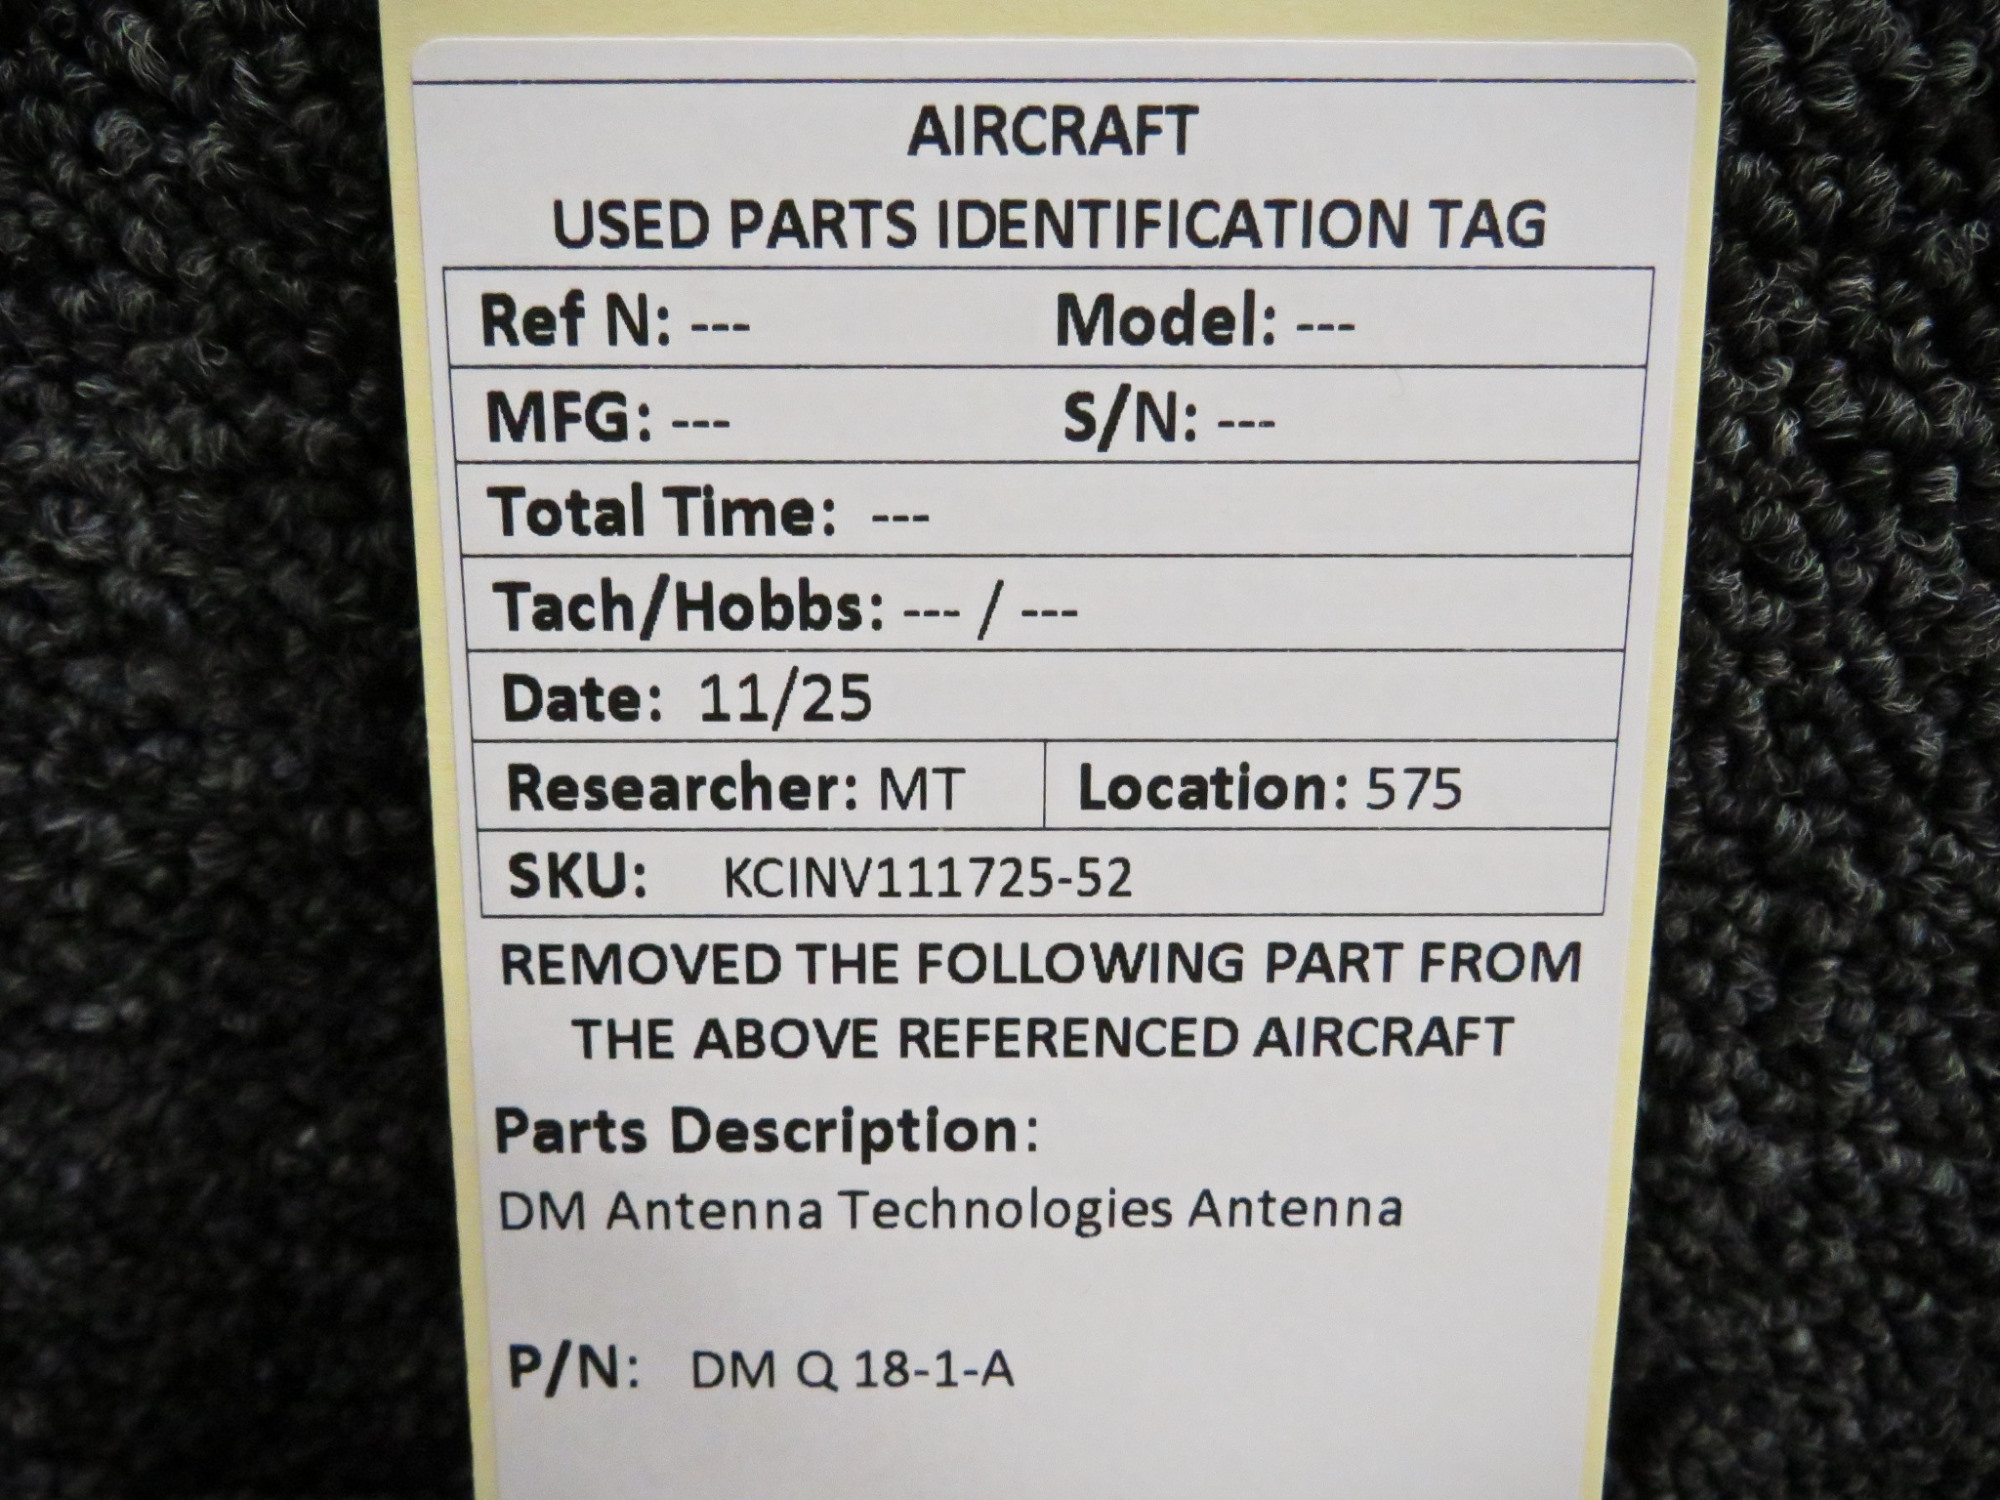 AIRCRAFT
USED PARTS IDENTIFICATION TAG
Ref N: --- Model: ---
MFG: --- S/N: ---
Total Time: ---
Tach/Hobbs: --- / ---
Date: 11/25
Researcher: MT Location: 575
SKU: KCINV111725-52
REMOVED THE FOLLOWING PART FROM
THE ABOVE REFERENCED AIRCRAFT
Parts Description:
DM Antenna Technologies Antenna
P/N: DM Q 18-1-A